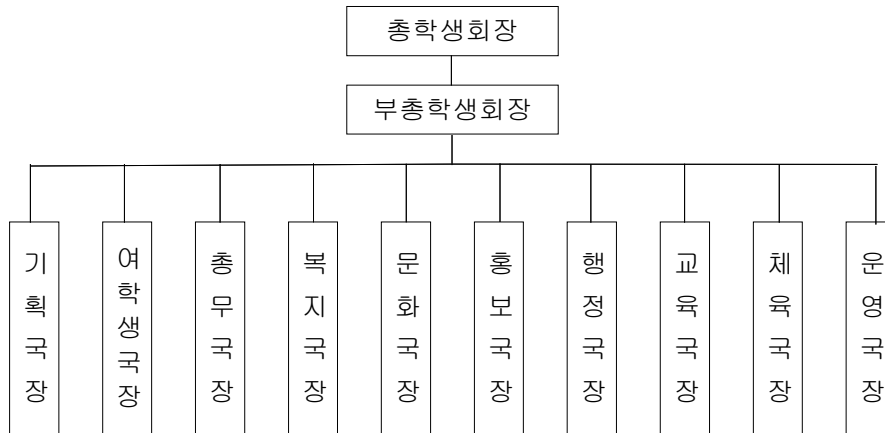 총학생회장
부총학생회장
기획국장
여학생국장
총무국장
복지국장
문화국장
홍보국장
행정국장
교육국장
체육국장
운영국장